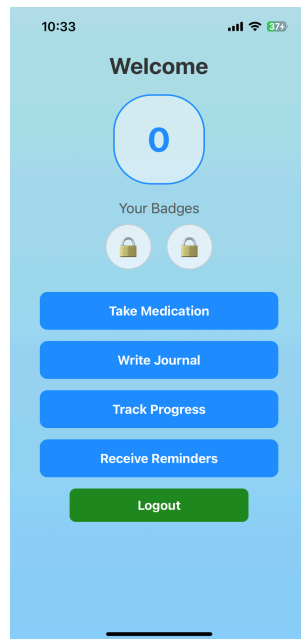 10:33
37
Welcome
0
Your Badges
Take Medication
Write Journal
Track Progress
Receive Reminders
Logout